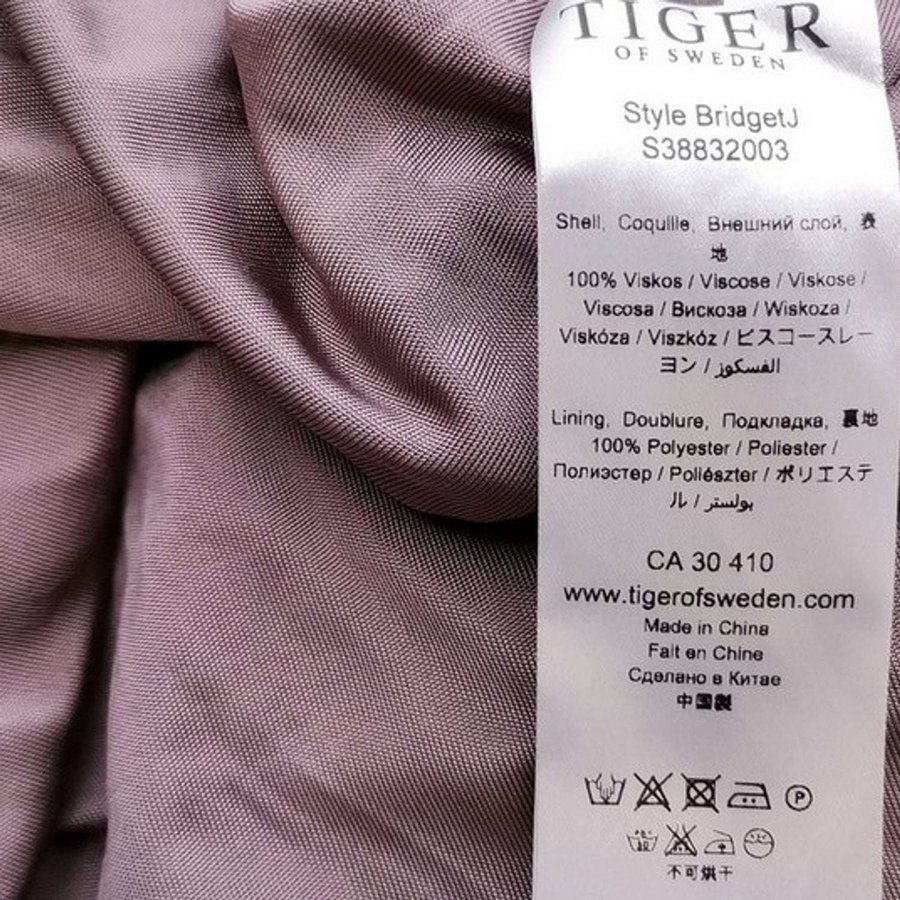 TIGER
OF SWEDEN
Style BridgetJ
S38832003
Shell, Coquille, Внешний слой,表
地
100% Viskos / Viscose / Viskose /
Viscosa / Вискоза / Wiskoza /
Viskóza / Viszkóz / ビスコースレー
ヨン / الفسكوز
Lining, Doublure, Подкладка, 裏地
100% Polyester / Poliester /
Полиэстер / Poliészter / ポリエステ
ル / بولستر
CA 30 410
www.tigerofsweden.com
Made in China
Fait en Chine
Сделано в Китае
中国製
P
不可烘干